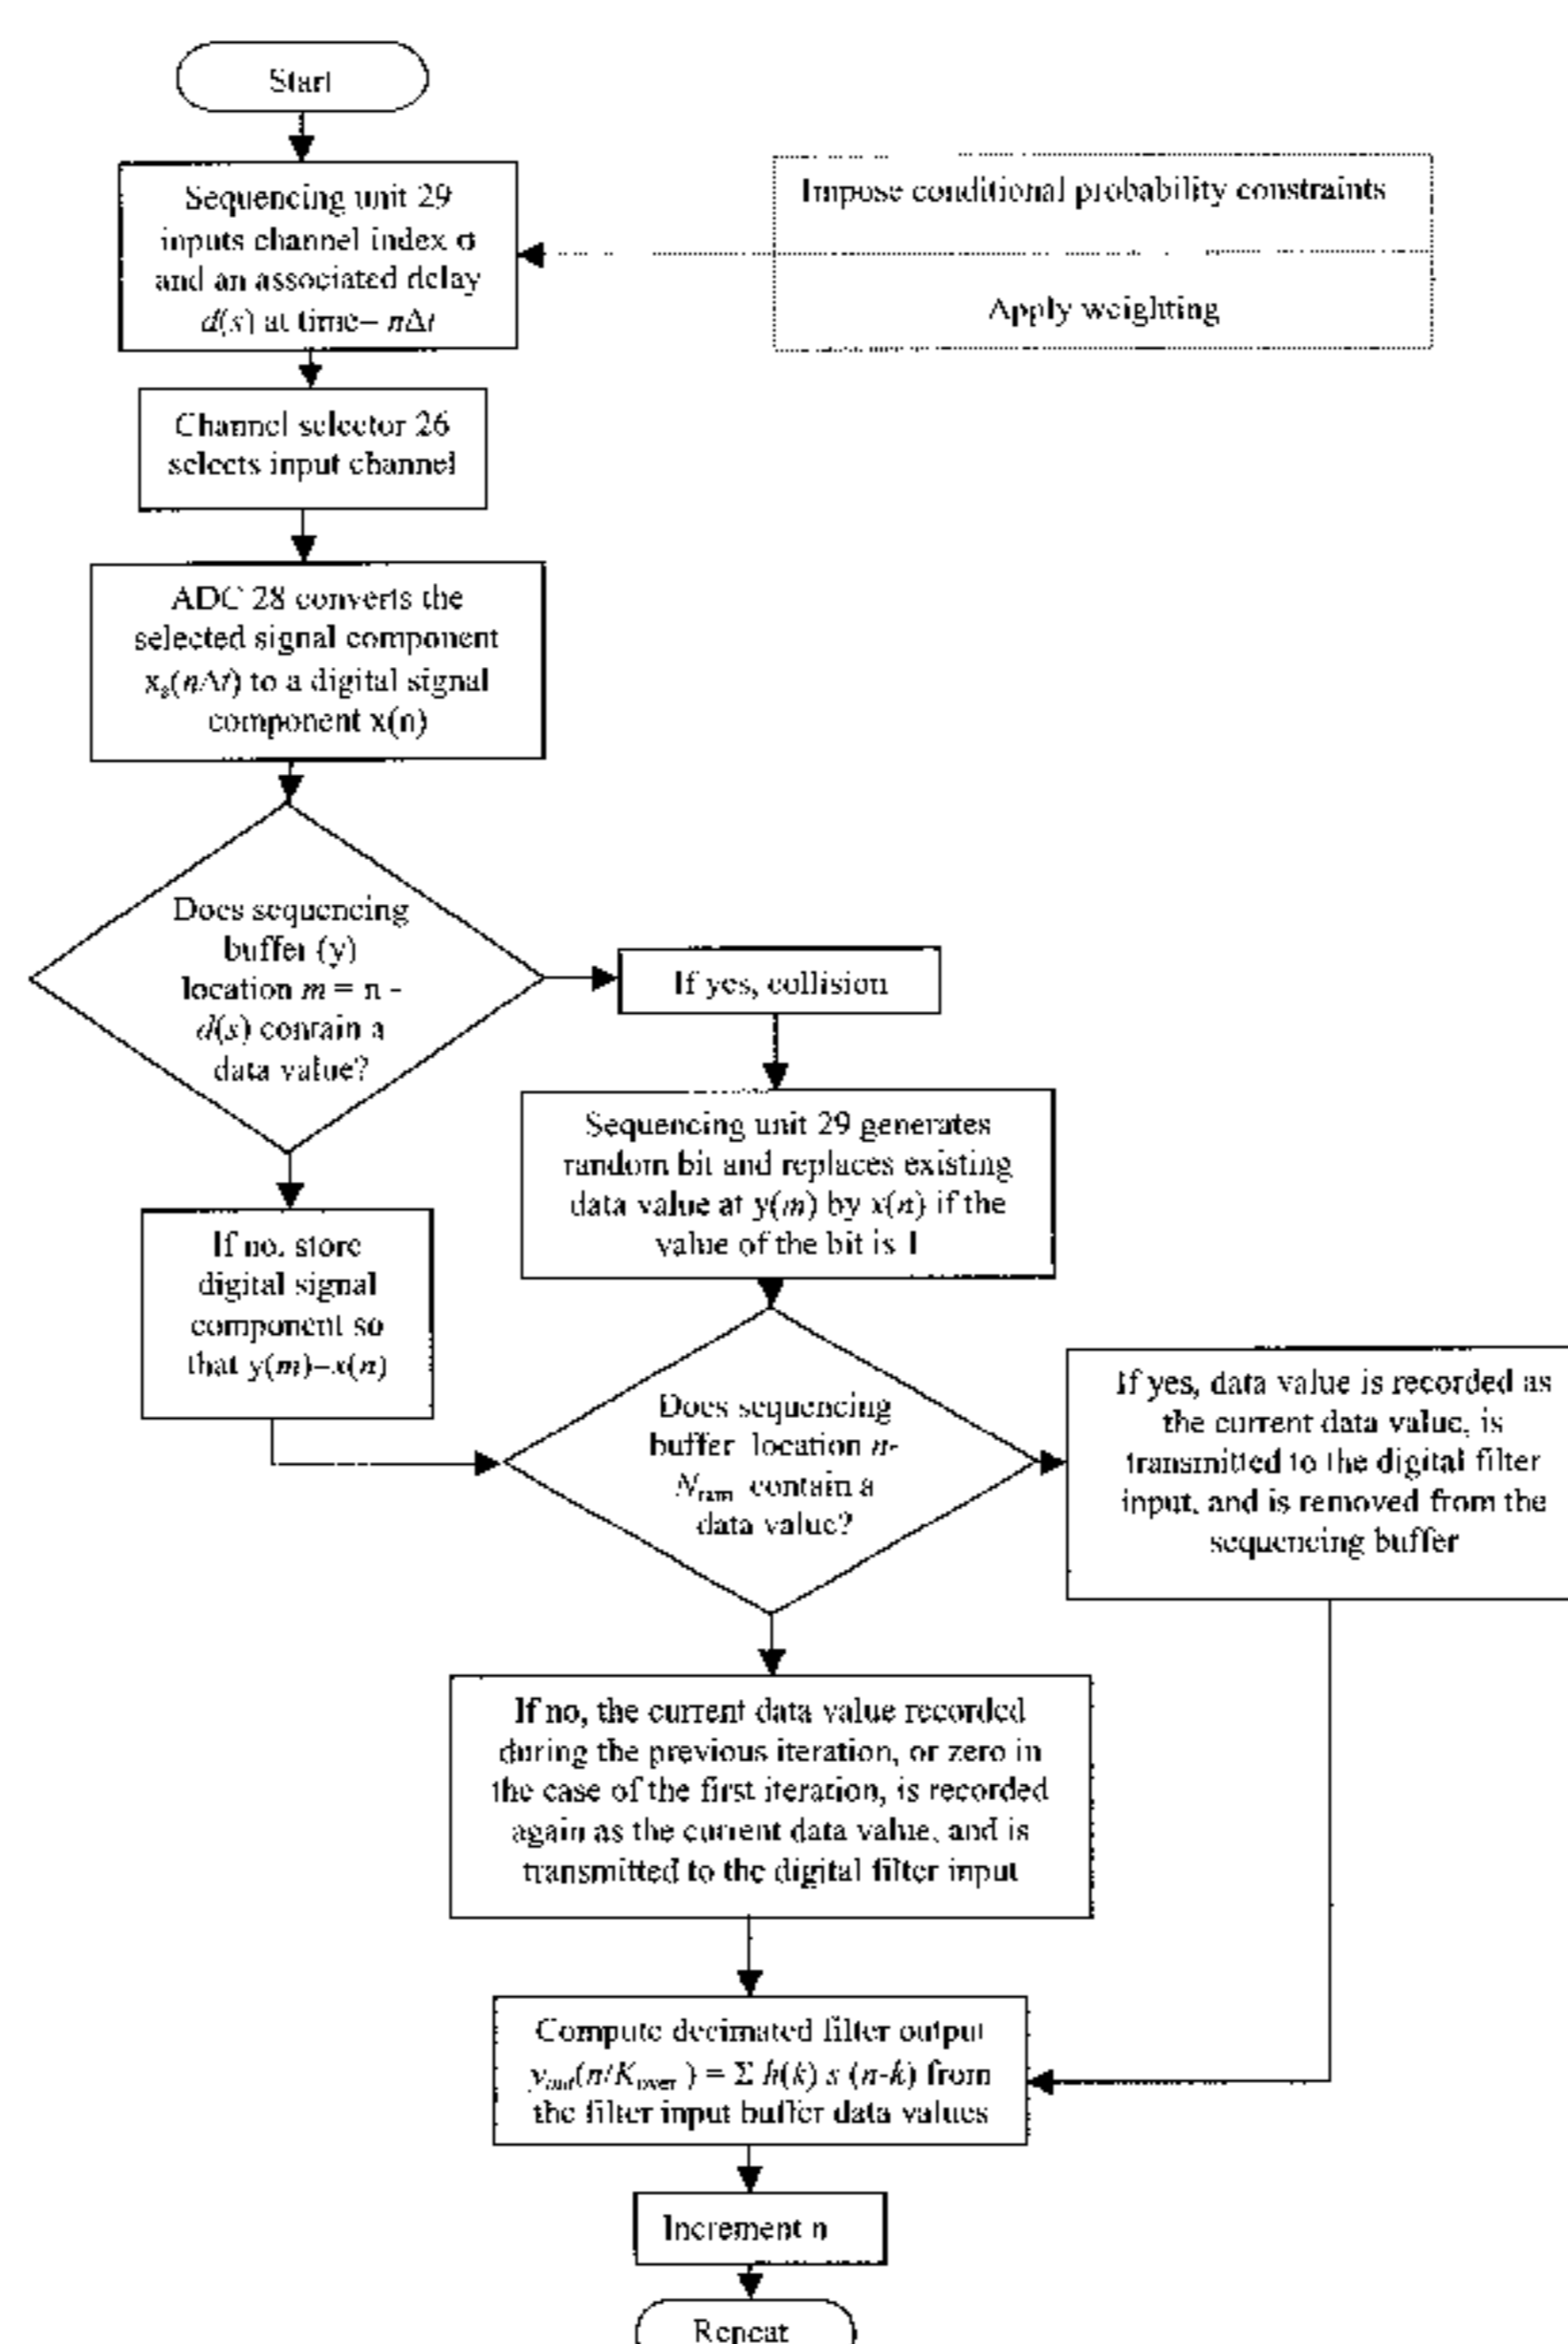 Start
Sequencing unit 29
inputs channel index σ
and an associated delay
d(s) at time= nΔt
Impose conditional probability constraints
Apply weighting
Channel selector 26
selects input channel
ADC 28 converts the
selected signal component
xₛ(nΔt) to a digital signal
component x(n)
Does sequencing
buffer (y)
location m = n -
d(s) contain a
data value?
If yes, collision
Sequencing unit 29 generates
random bit and replaces existing
data value at y(m) by x(n) if the
value of the bit is 1
If no, store
digital signal
component so
that y(m)=x(n)
Does sequencing
buffer location n-
contain a
data value?
If yes, data value is recorded as
the current data value, is
transmitted to the digital filter
input, and is removed from the
sequencing buffer
If no, the current data value recorded
during the previous iteration, or zero in
the case of the first iteration, is recorded
again as the current data value, and is
transmitted to the digital filter input
Compute decimated filter output
y_out(n/K_over ) = Σ h(k) s (n-k) from
the filter input buffer data values
Increment n
Repeat